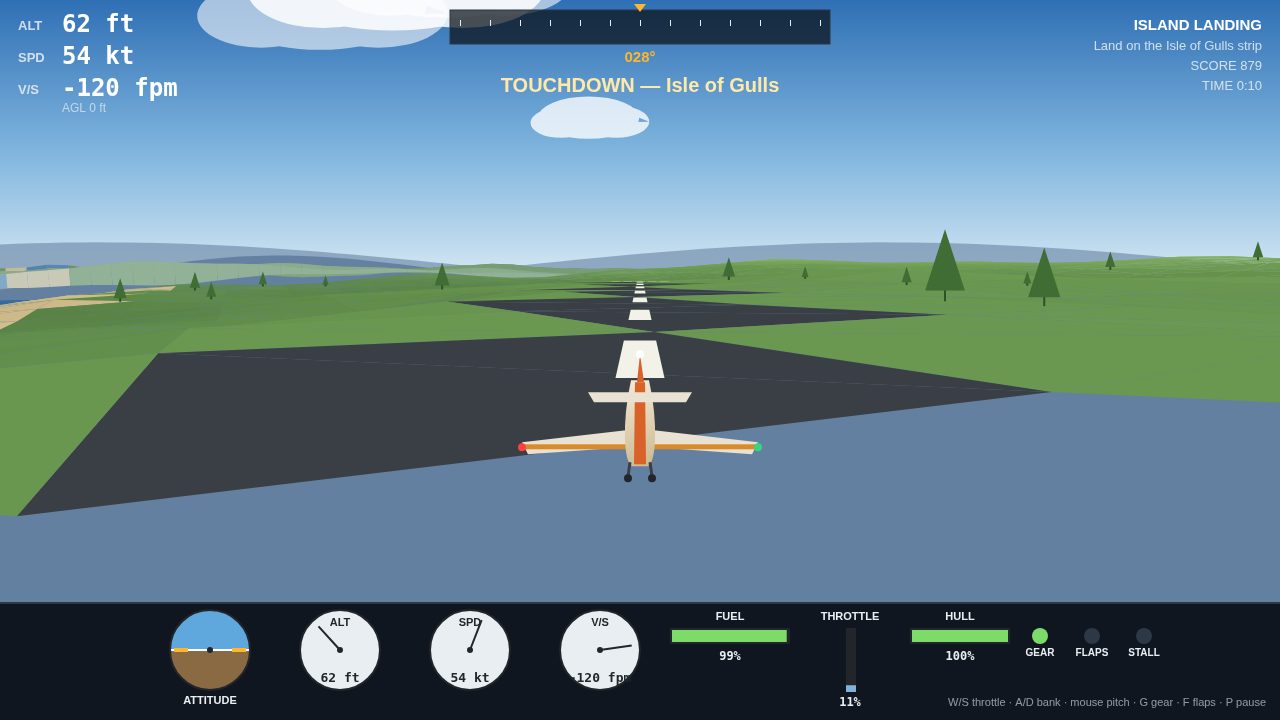 ALT 62 ft
SPD 54 kt
V/S -120 fpm
AGL 0 ft
028°
TOUCHDOWN — Isle of Gulls
ISLAND LANDING
Land on the Isle of Gulls strip
SCORE 879
TIME 0:10
ATTITUDE
ALT
62 ft
SPD
54 kt
V/S
-120 fpm
FUEL
99%
THROTTLE
11%
HULL
100%
GEAR FLAPS STALL
W/S throttle · A/D bank · mouse pitch · G gear · F flaps · P pause